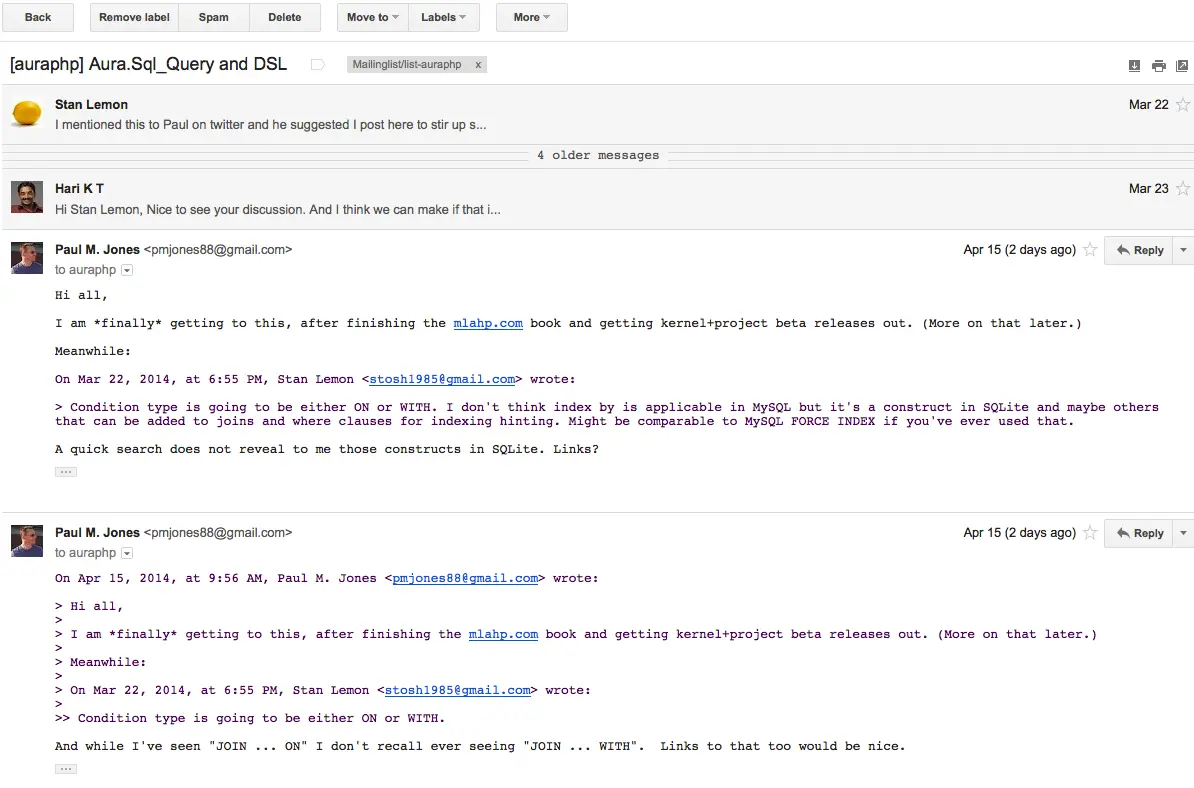 Back Remove label Spam Delete Move to Labels More
[auraphp] Aura.Sql_Query and DSL Mailinglist/list-auraphp x
Stan Lemon Mar 22
I mentioned this to Paul on twitter and he suggested I post here to stir up s...
4 older messages
Hari K T Mar 23
Hi Stan Lemon, Nice to see your discussion. And I think we can make if that i...
Paul M. Jones <pmjones88@gmail.com> Apr 15 (2 days ago) Reply
to auraphp
Hi all,
I am *finally* getting to this, after finishing the mlahp.com book and getting kernel+project beta releases out. (More on that later.)
Meanwhile:
On Mar 22, 2014, at 6:55 PM, Stan Lemon <stosh1985@gmail.com> wrote:
> Condition type is going to be either ON or WITH. I don't think index by is applicable in MySQL but it's a construct in SQLite and maybe others
that can be added to joins and where clauses for indexing hinting. Might be comparable to MySQL FORCE INDEX if you've ever used that.
A quick search does not reveal to me those constructs in SQLite. Links?
...
Paul M. Jones <pmjones88@gmail.com> Apr 15 (2 days ago) Reply
to auraphp
On Apr 15, 2014, at 9:56 AM, Paul M. Jones <pmjones88@gmail.com> wrote:
> Hi all,
>
> I am *finally* getting to this, after finishing the mlahp.com book and getting kernel+project beta releases out. (More on that later.)
>
> Meanwhile:
>
> On Mar 22, 2014, at 6:55 PM, Stan Lemon <stosh1985@gmail.com> wrote:
>
>> Condition type is going to be either ON or WITH.
And while I've seen "JOIN ... ON" I don't recall ever seeing "JOIN ... WITH".  Links to that too would be nice.
...